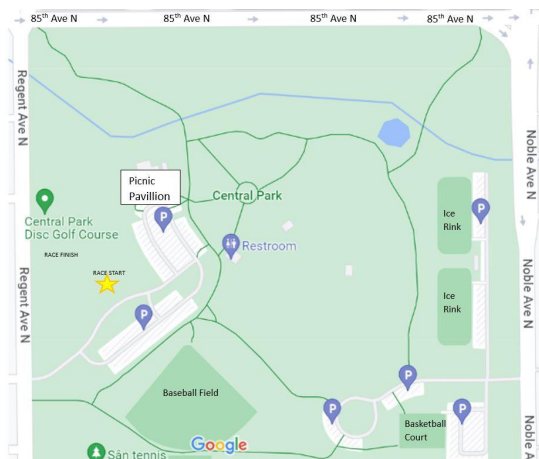 85th Ave N
85th Ave N
85th Ave N
85th Ave N
Regent Ave N
Noble Ave N
Picnic
Pavillion
P
Central Park
P
Ice
Rink
Central Park
Disc Golf Course
Restroom
RACE FINISH
RACE START
Regent Ave N
Noble Ave N
Ice
Rink
P
P
Baseball Field
P
P
Basketball
Court
Noble A
Google
Sân tennis